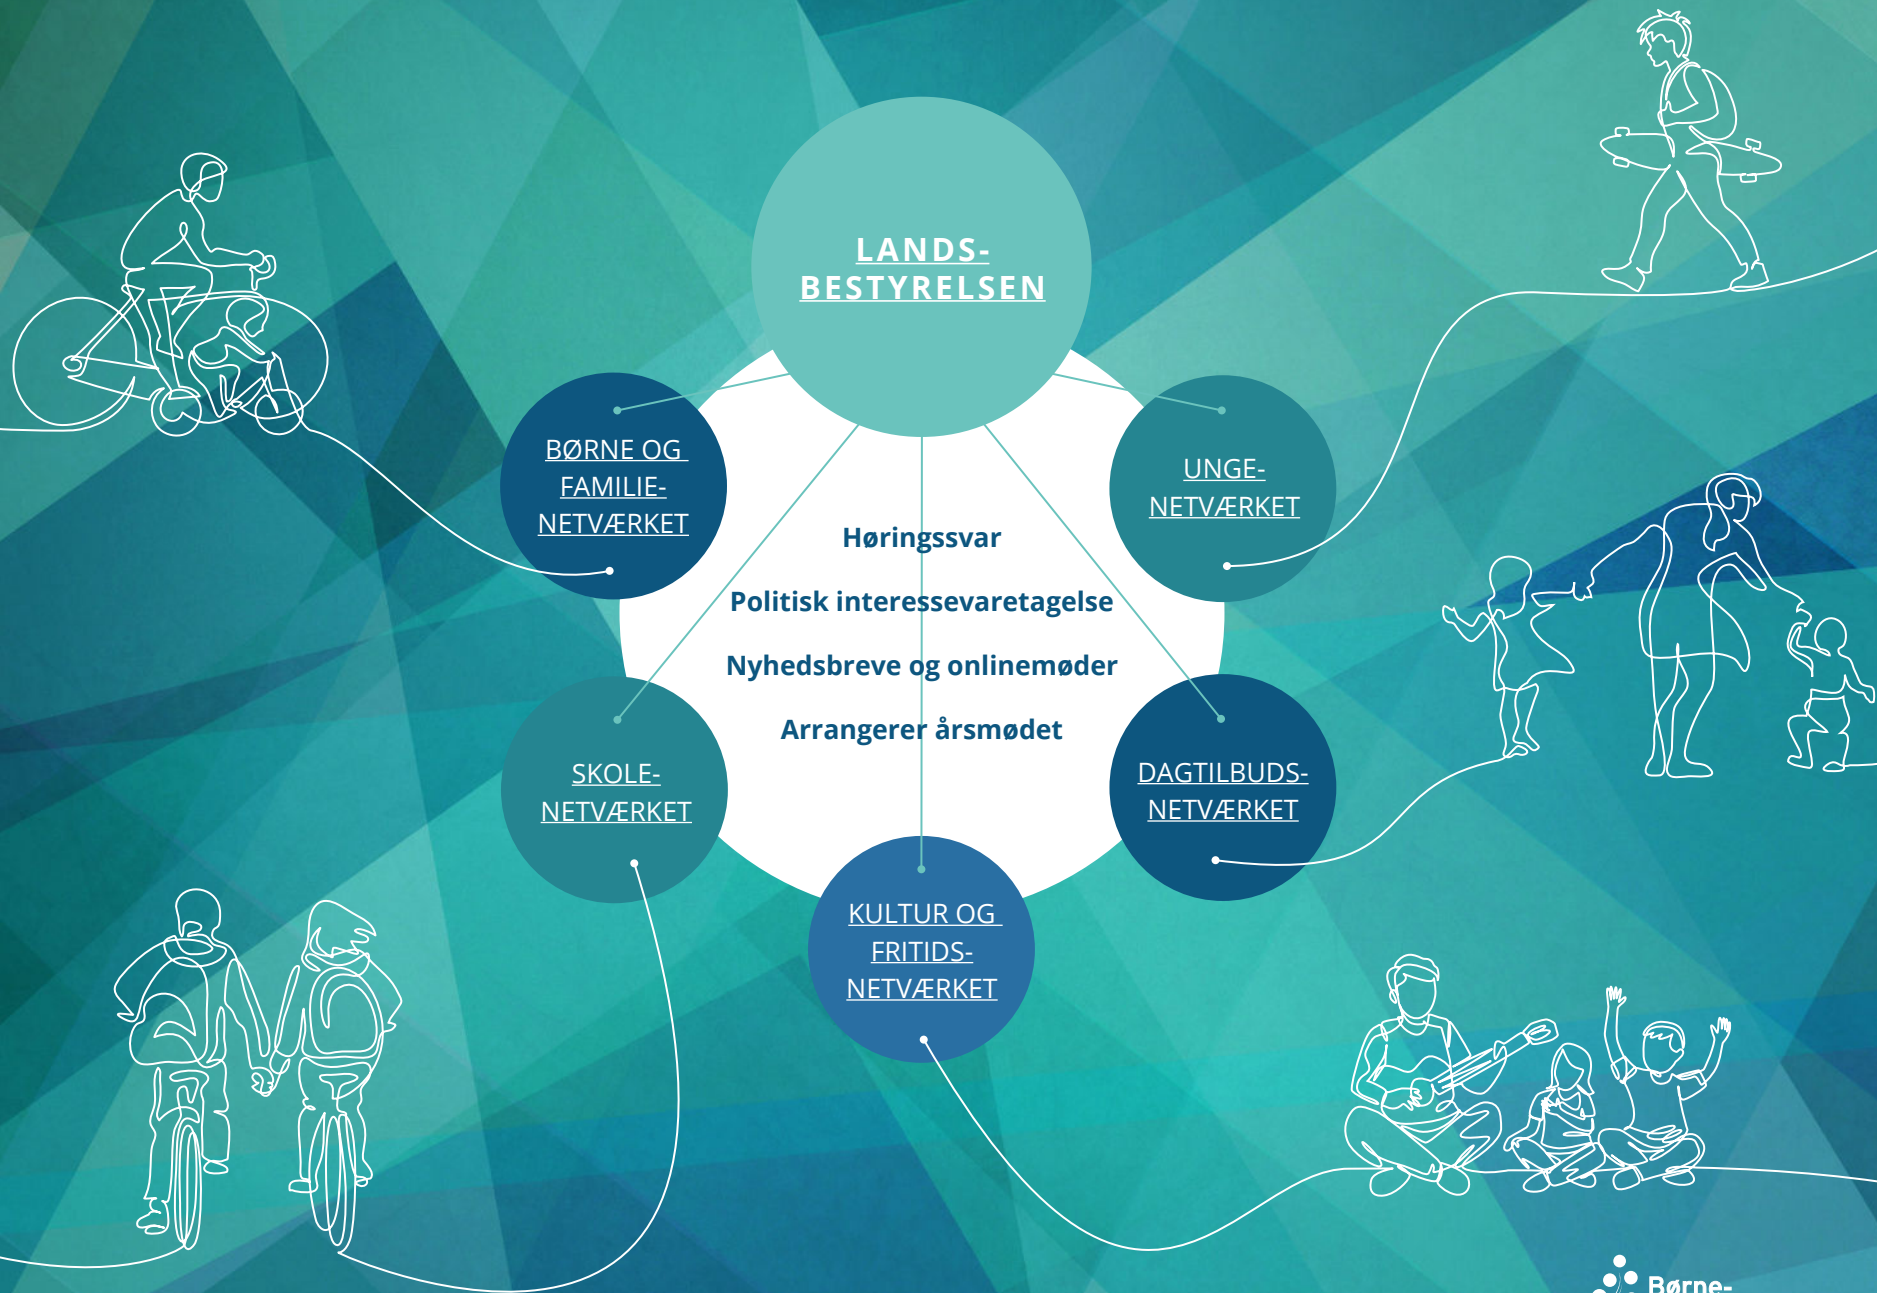 LANDS-
BESTYRELSEN
BØRNE OG
FAMILIE-
NETVÆRKET
UNGE-
NETVÆRKET
Høringssvar
Politisk interessevaretagelse
Nyhedsbreve og onlinemøder
Arrangerer årsmødet
SKOLE-
NETVÆRKET
DAGTILBUDS-
NETVÆRKET
KULTUR OG
FRITIDS-
NETVÆRKET
Børne-